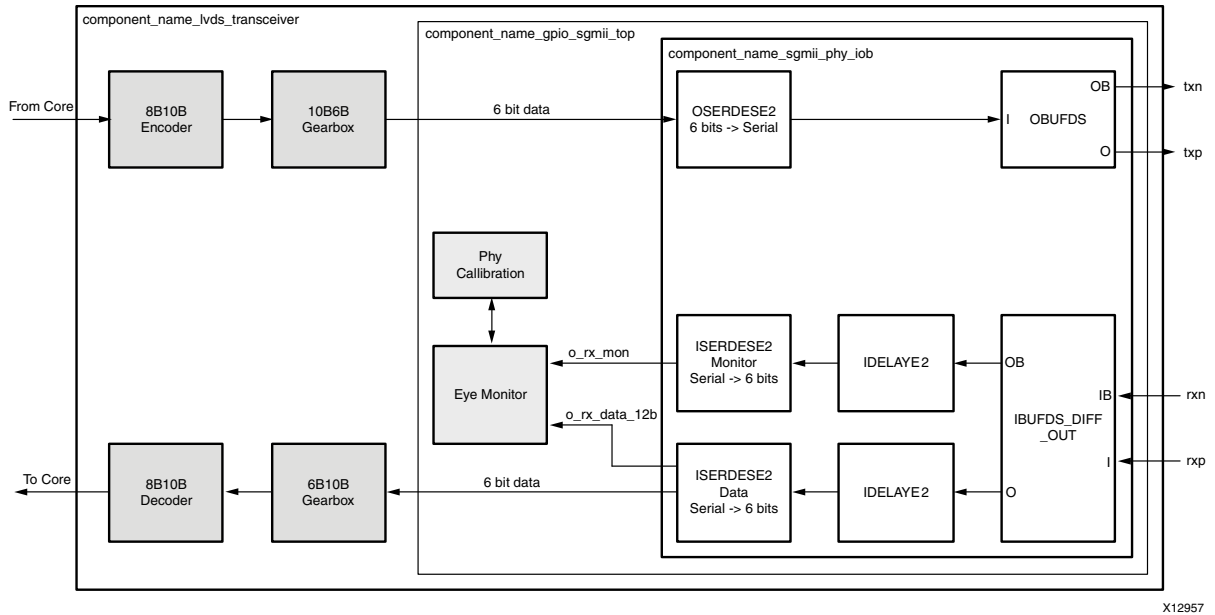 component_name_lvds_transceiver
component_name_gpio_sgmii_top
component_name_sgmii_phy_iob
From Core
8B10B
Encoder
10B6B
Gearbox
6 bit data
OSERDESE2
6 bits -> Serial
I
OBUFDS
OB
O
txn
txp
Phy
Callibration
Eye Monitor
o_rx_mon
o_rx_data_12b
ISERDESE2
Monitor
Serial -> 6 bits
IDELAYE2
OB
IB
IBUFDS_DIFF
_OUT
I
O
rxn
rxp
To Core
8B10B
Decoder
6B10B
Gearbox
6 bit data
ISERDESE2
Data
Serial -> 6 bits
IDELAYE2
X12957